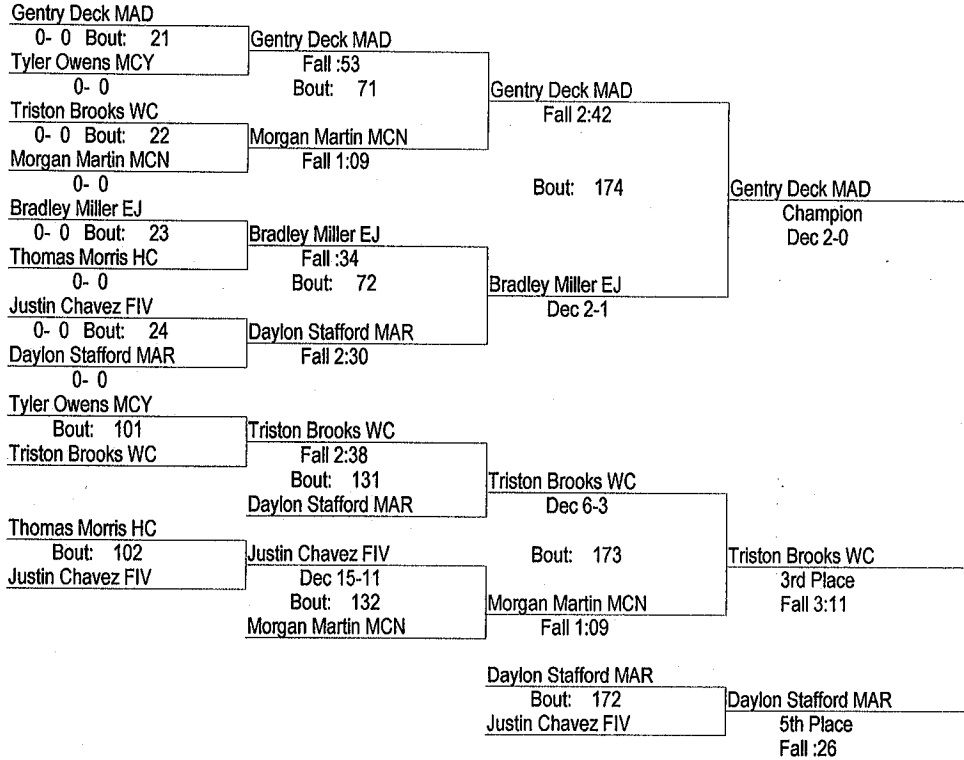 Gentry Deck MAD
0- 0 Bout: 21
Tyler Owens MCY
0- 0
Triston Brooks WC
0- 0 Bout: 22
Morgan Martin MCN
0- 0
Bradley Miller EJ
0- 0 Bout: 23
Thomas Morris HC
0- 0
Justin Chavez FIV
0- 0 Bout: 24
Daylon Stafford MAR
0- 0
Gentry Deck MAD
Fall :53
Bout: 71
Morgan Martin MCN
Fall 1:09
Bradley Miller EJ
Fall :34
Bout: 72
Daylon Stafford MAR
Fall 2:30
Gentry Deck MAD
Fall 2:42
Bout: 174
Bradley Miller EJ
Dec 2-1
Gentry Deck MAD
Champion
Dec 2-0
Tyler Owens MCY
Bout: 101
Triston Brooks WC
Thomas Morris HC
Bout: 102
Justin Chavez FIV
Triston Brooks WC
Fall 2:38
Bout: 131
Daylon Stafford MAR
Justin Chavez FIV
Dec 15-11
Bout: 132
Morgan Martin MCN
Triston Brooks WC
Dec 6-3
Bout: 173
Morgan Martin MCN
Fall 1:09
Triston Brooks WC
3rd Place
Fall 3:11
Daylon Stafford MAR
Bout: 172
Justin Chavez FIV
Daylon Stafford MAR
5th Place
Fall :26